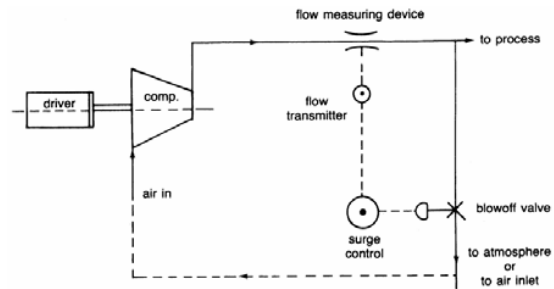 flow measuring device
to process
driver
comp.
flow
transmitter
air in
blowoff valve
surge
control
to atmosphere
or
to air inlet